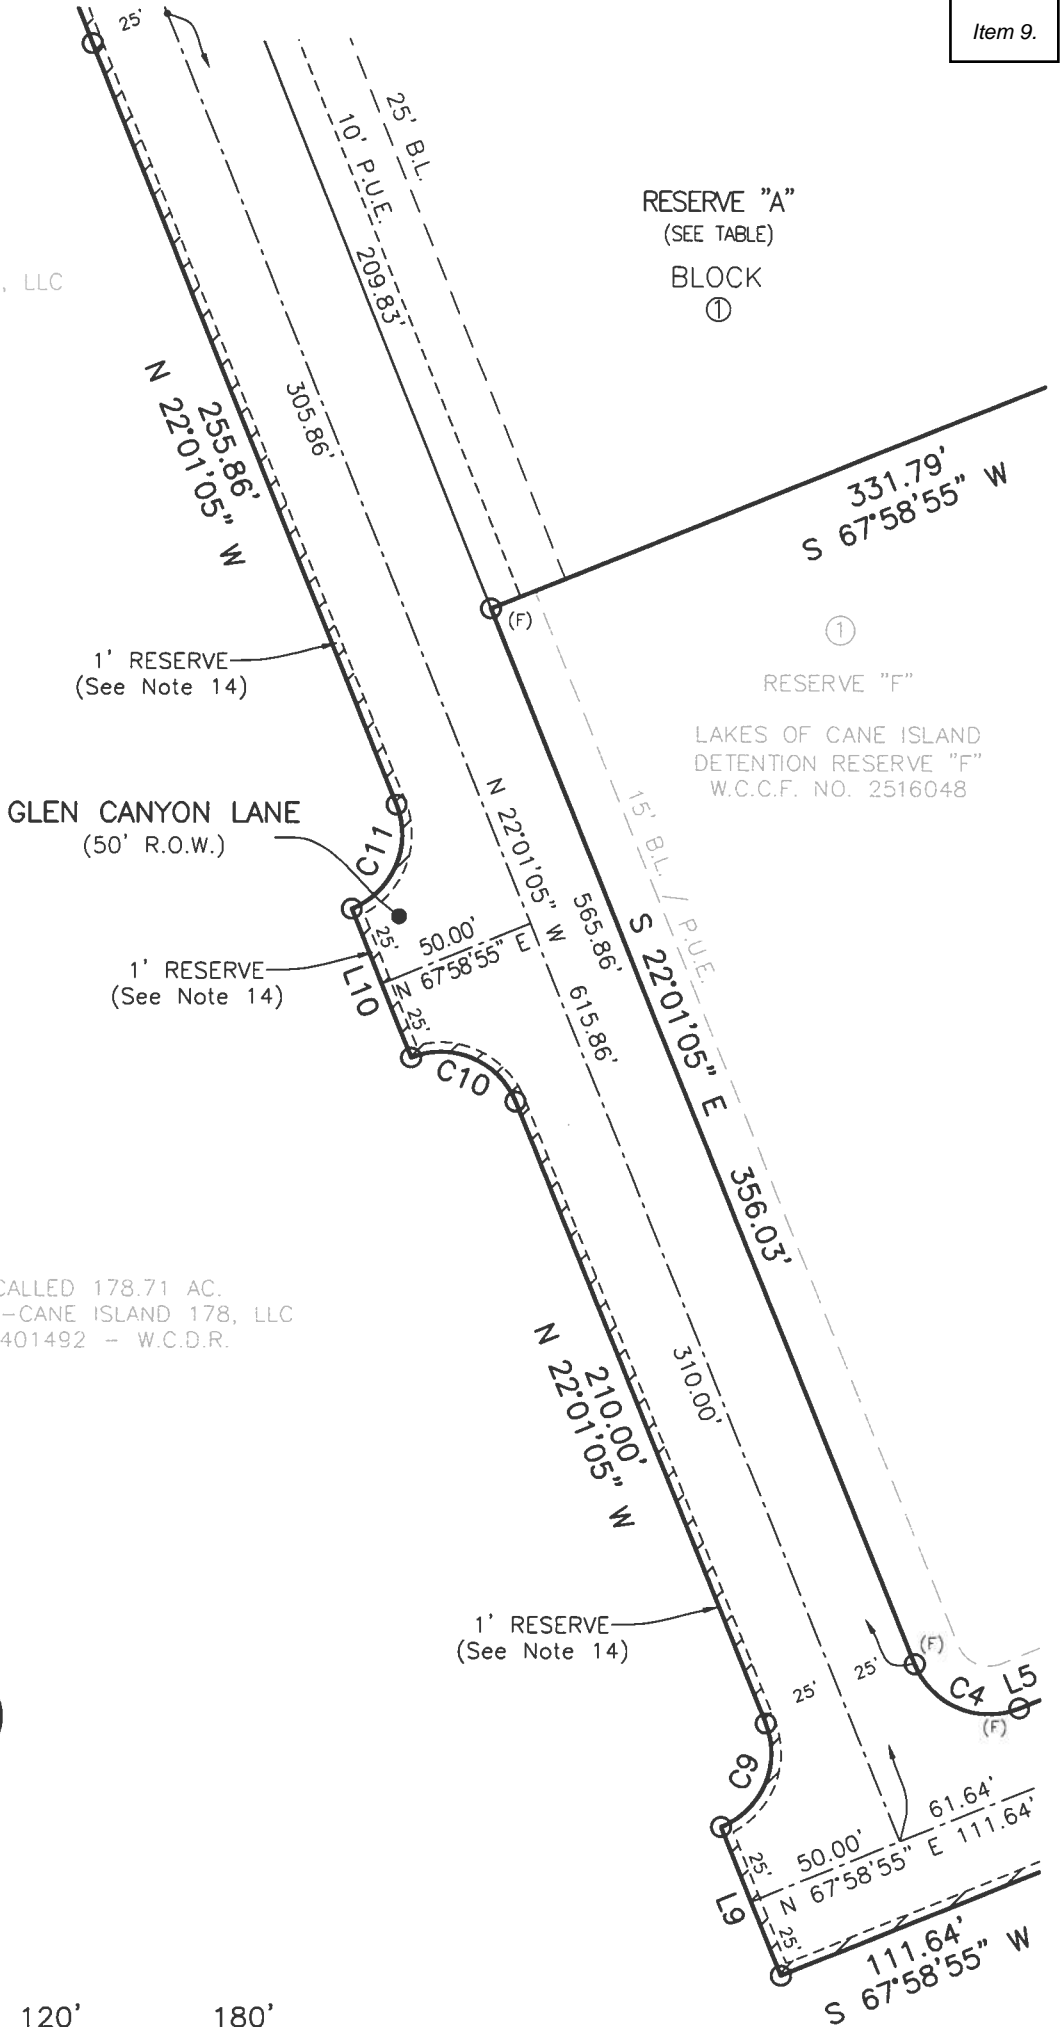 Item 9.
25'
25' B.L.
10' P.U.E.
209.83'
RESERVE "A"
(SEE TABLE)
BLOCK
1
, LLC
305.86'
255.86'
N 22°01'05" W
331.79'
S 67°58'55" W
(F)
1
RESERVE "F"
LAKES OF CANE ISLAND
DETENTION RESERVE "F"
W.C.C.F. NO. 2516048
1' RESERVE
(See Note 14)
15' B.L. / P.U.E.
GLEN CANYON LANE
(50' R.O.W.)
C11
N 22°01'05" W
565.86'
615.86'
S 22°01'05" E 356.03'
25'
50.00'
N 67°58'55" E
1' RESERVE
(See Note 14)
L10
25'
C10
CALLED 178.71 AC.
-CANE ISLAND 178, LLC
401492 - W.C.D.R.
310.00'
210.00'
N 22°01'05" W
1' RESERVE
(See Note 14)
25'
25'
(F)
C4
L5
(F)
C9
61.64'
50.00'
N 67°58'55" E 111.64'
25'
L9
25'
111.64'
S 67°58'55" W
120' 180'